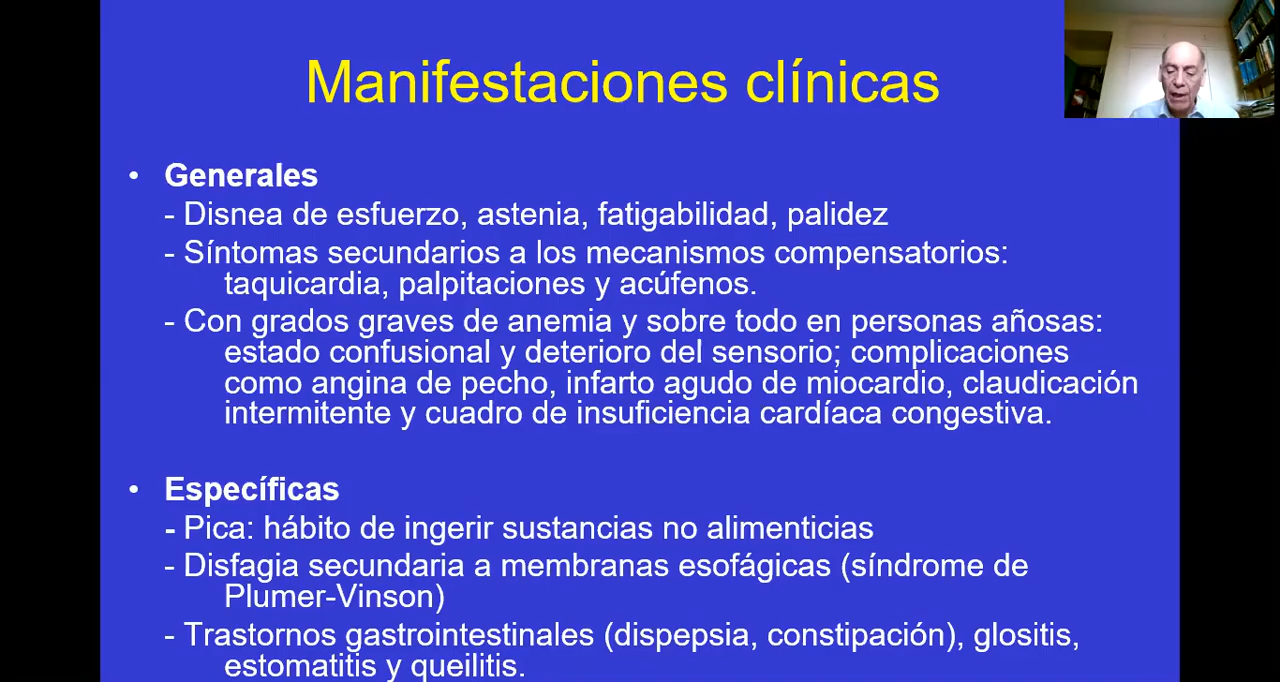 Manifestaciones clínicas
• Generales
- Disnea de esfuerzo, astenia, fatigabilidad, palidez
- Síntomas secundarios a los mecanismos compensatorios:
taquicardia, palpitaciones y acúfenos.
- Con grados graves de anemia y sobre todo en personas añosas:
estado confusional y deterioro del sensorio; complicaciones
como angina de pecho, infarto agudo de miocardio, claudicación
intermitente y cuadro de insuficiencia cardíaca congestiva.
• Específicas
- Pica: hábito de ingerir sustancias no alimenticias
- Disfagia secundaria a membranas esofágicas (síndrome de
Plumer-Vinson)
- Trastornos gastrointestinales (dispepsia, constipación), glositis,
estomatitis y queilitis.